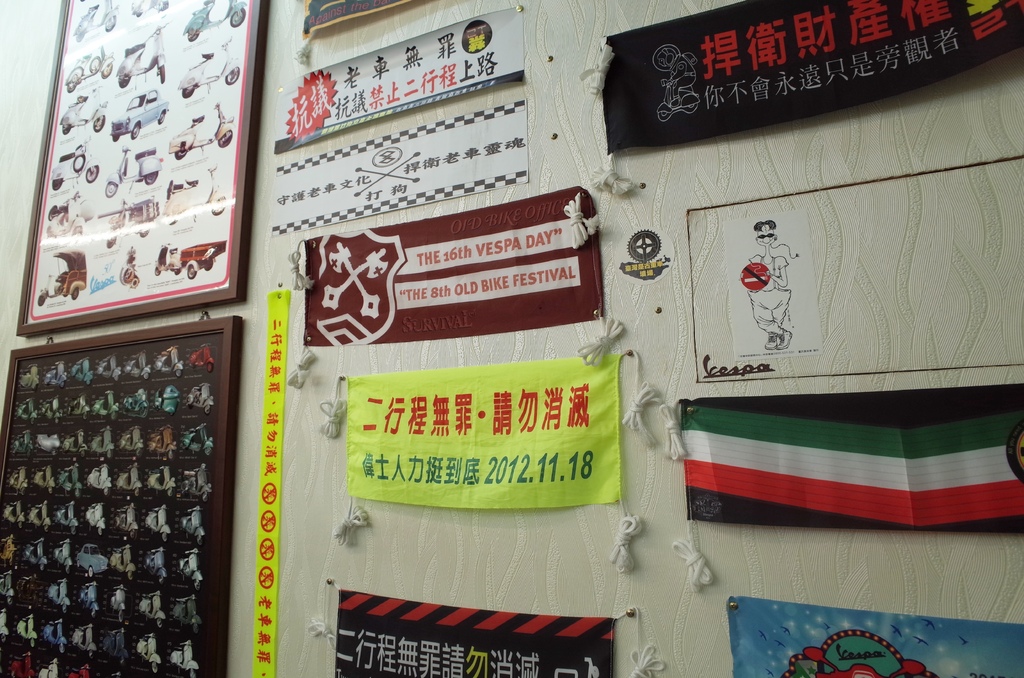 Against the
老車無罪
抗議
抗議禁止二行程上路
守護老車文化
捍衛老車靈魂
打狗
捍衛財產權
你不會永遠只是旁觀者
OLD BIKE OFFICE
THE 16th VESPA DAY"
"THE 8th OLD BIKE FESTIVAL
SURVIVAL
Vespa
Vespa
二行程無罪、請勿消滅
老車無罪、
二行程無罪·請勿消滅
偉士人力挺到底 2012.11.18
二行程無罪請勿消滅
Vespa